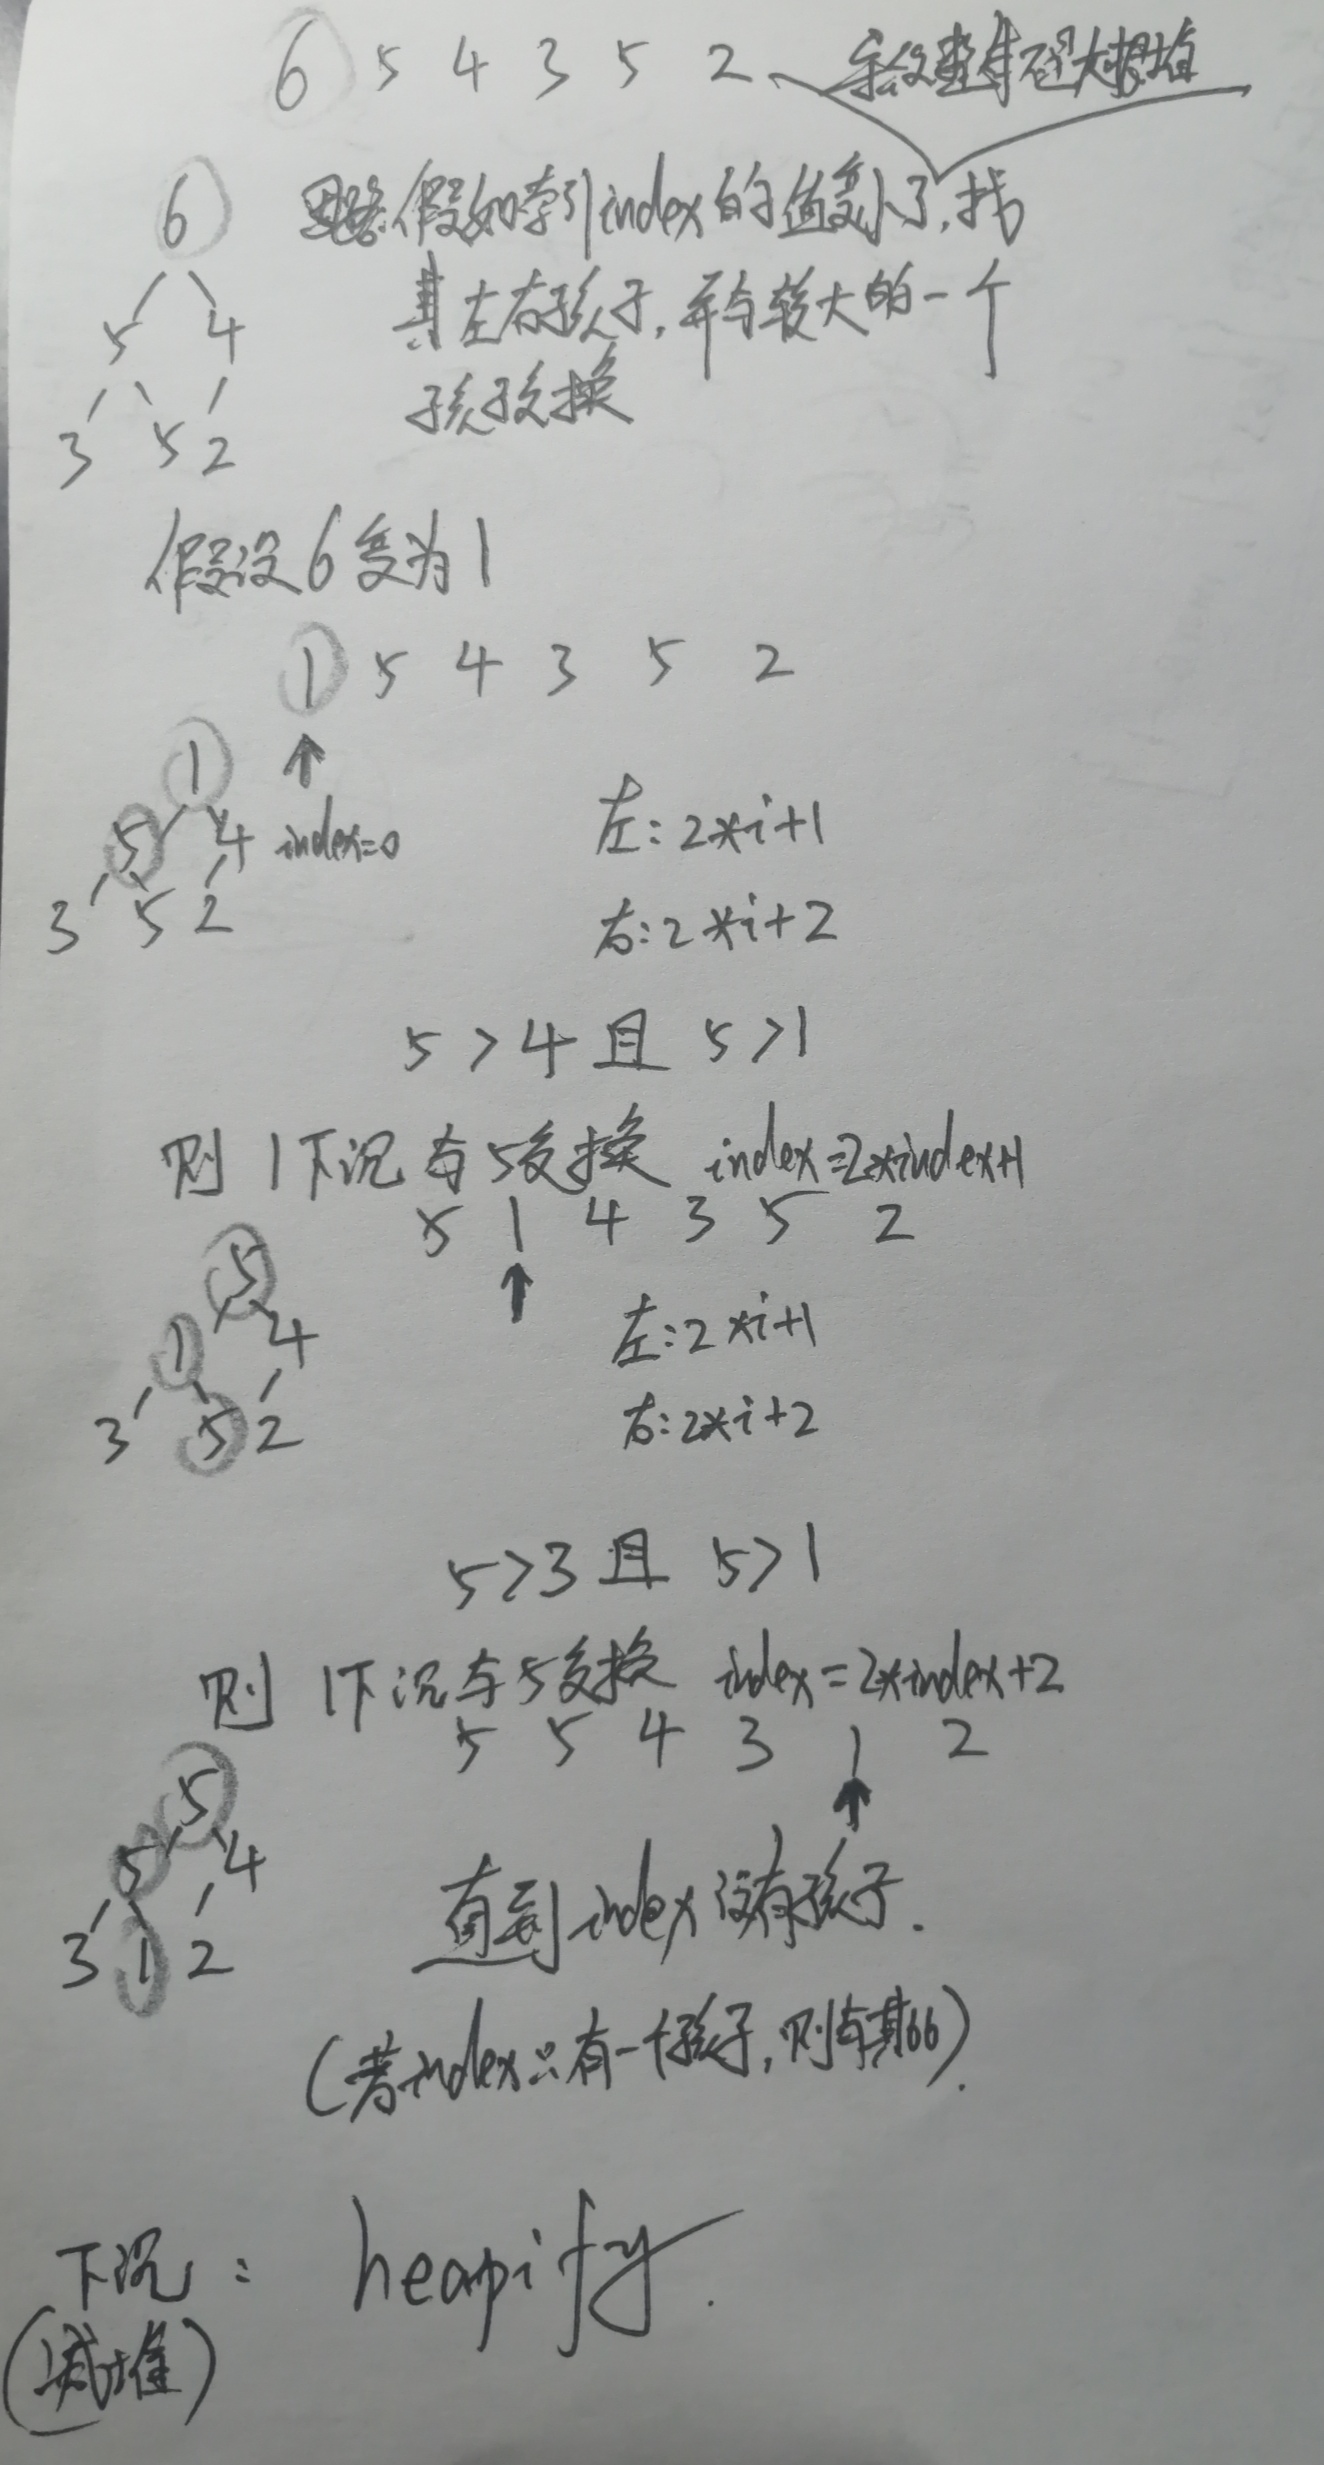 6 5 4 3 5 2 导致整体不是大根堆
6 思路:假如索引index的值变小了,找
5 4 其左右孩子,并与较大的一个
3 5 2 孩子交换
假设6变为1
1 5 4 3 5 2
1
5 4 index=0 左:2*i+1
3 5 2 右:2*i+2
5>4 且 5>1
则 1下沉与5交换 index=2*index+1
5 1 4 3 5 2
5
1 4 左:2*i+1
3 5 2 右:2*i+2
5>3 且 5>1
则 1下沉与5交换 index=2*index+2
5 5 4 3 1 2
5
5 4 直到index没有孩子.
3 1 2
(若index只有一个孩子,则与其比).
下沉: heapify.
(减堆)